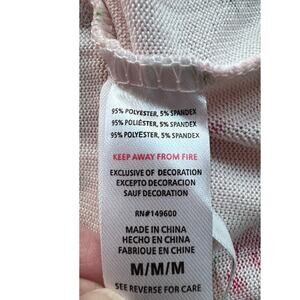 95% POLYESTER, 5% SPANDEX
95% POLIÉSTER, 5% SPANDEX
95% POLYESTER, 5% SPANDEX
KEEP AWAY FROM FIRE
EXCLUSIVE OF DECORATION
EXCEPTO DECORACION
SAUF DECORATION
RN#149600
MADE IN CHINA
HECHO EN CHINA
FABRIQUE EN CHINE
M/M/M
SEE REVERSE FOR CARE